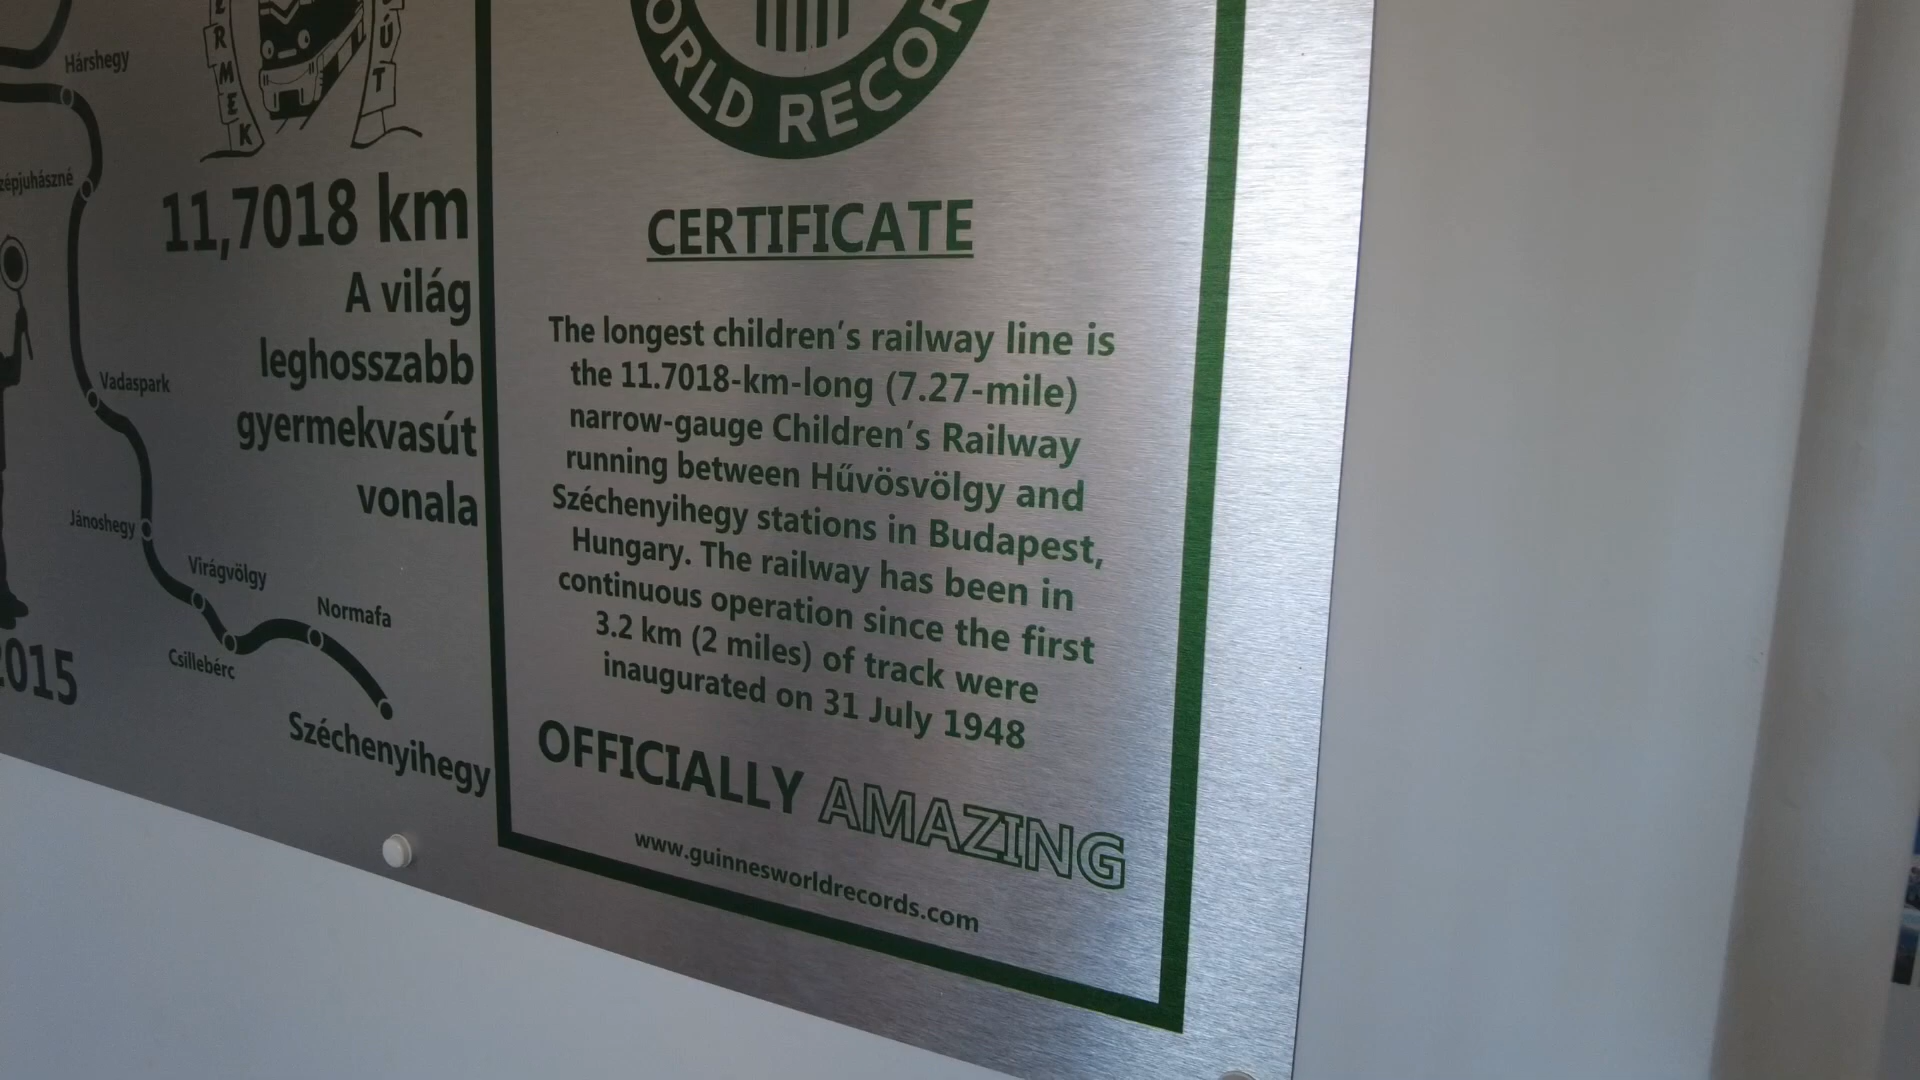 Hárshegy
Vadaspark
Jánoshegy
Virágvölgy
Csillebérc
Normafa
Széchenyihegy
2015
11,7018 km
A világ
leghosszabb
gyermekvasút
vonala
CERTIFICATE
The longest children's railway line is
the 11.7018-km-long (7.27-mile)
narrow-gauge Children's Railway
running between Hűvösvölgy and
Széchenyihegy stations in Budapest,
Hungary. The railway has been in
continuous operation since the first
3.2 km (2 miles) of track were
inaugurated on 31 July 1948
OFFICIALLY AMAZING
www.guinnesworldrecords.com